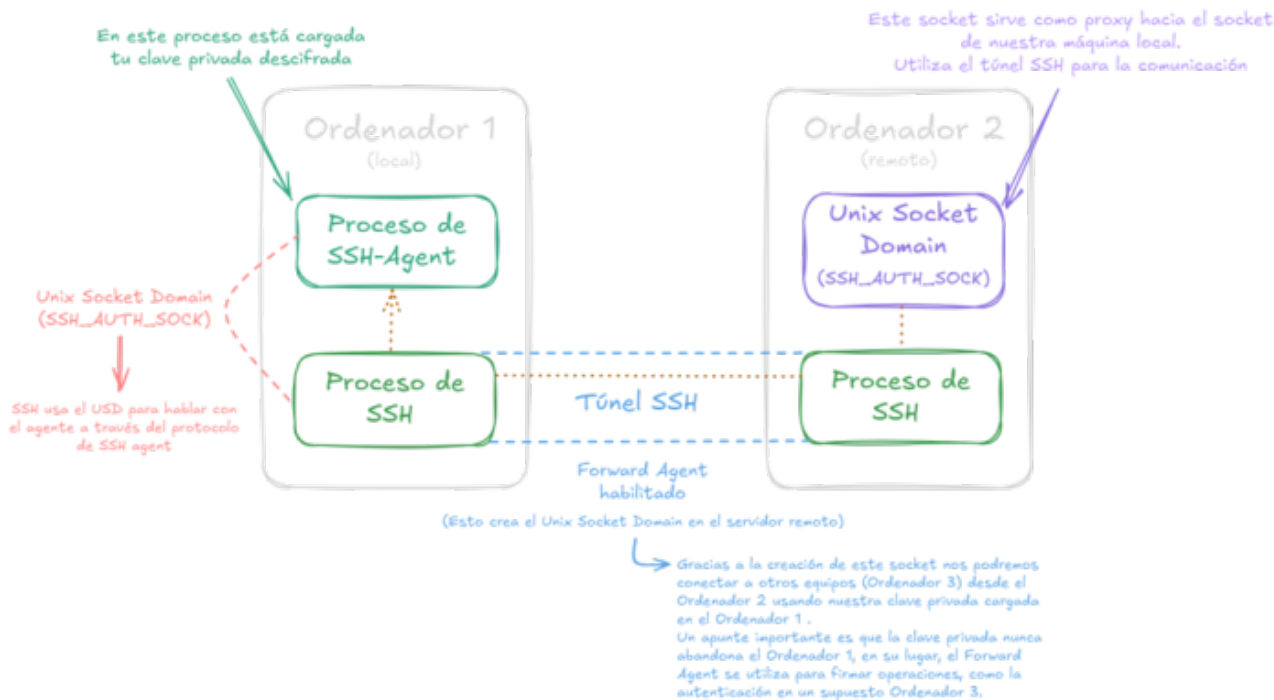 En este proceso está cargada
tu clave privada descifrada
Este socket sirve como proxy hacia el socket
de nuestra máquina local.
Utiliza el túnel SSH para la comunicación
Ordenador 1
(local)
Ordenador 2
(remoto)
Proceso de
SSH-Agent
Unix Socket
Domain
(SSH_AUTH_SOCK)
Unix Socket Domain
(SSH_AUTH_SOCK)
SSH usa el USD para hablar con
el agente a través del protocolo
de SSH agent
Proceso de
SSH
Túnel SSH
Proceso de
SSH
Forward Agent
habilitado
(Esto crea el Unix Socket Domain en el servidor remoto)
Gracias a la creación de este socket nos podremos
conectar a otros equipos (Ordenador 3) desde el
Ordenador 2 usando nuestra clave privada cargada
en el Ordenador 1 .
Un apunte importante es que la clave privada nunca
abandona el Ordenador 1, en su lugar, el Forward
Agent se utiliza para firmar operaciones, como la
autenticación en un supuesto Ordenador 3.